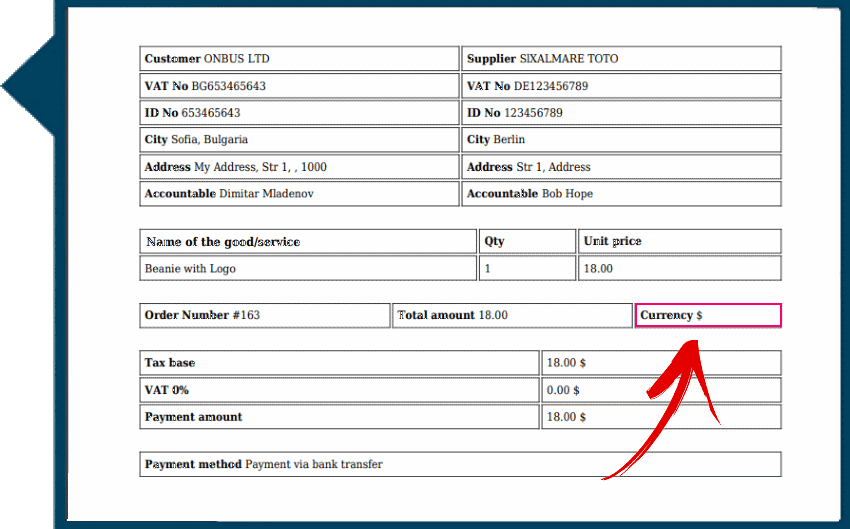 Customer ONBUS LTD Supplier SIXALMARE TOTO
VAT No BG653465643 VAT No DE123456789
ID No 653465643 ID No 123456789
City Sofia, Bulgaria City Berlin
Address My Address, Str 1, , 1000 Address Str 1, Address
Accountable Dimitar Mladenov Accountable Bob Hope
Name of the good/service Qty Unit price
Beanie with Logo 1 18.00
Order Number #163 Total amount 18.00 Currency $
Tax base 18.00 $
VAT 0% 0.00 $
Payment amount 18.00 $
Payment method Payment via bank transfer